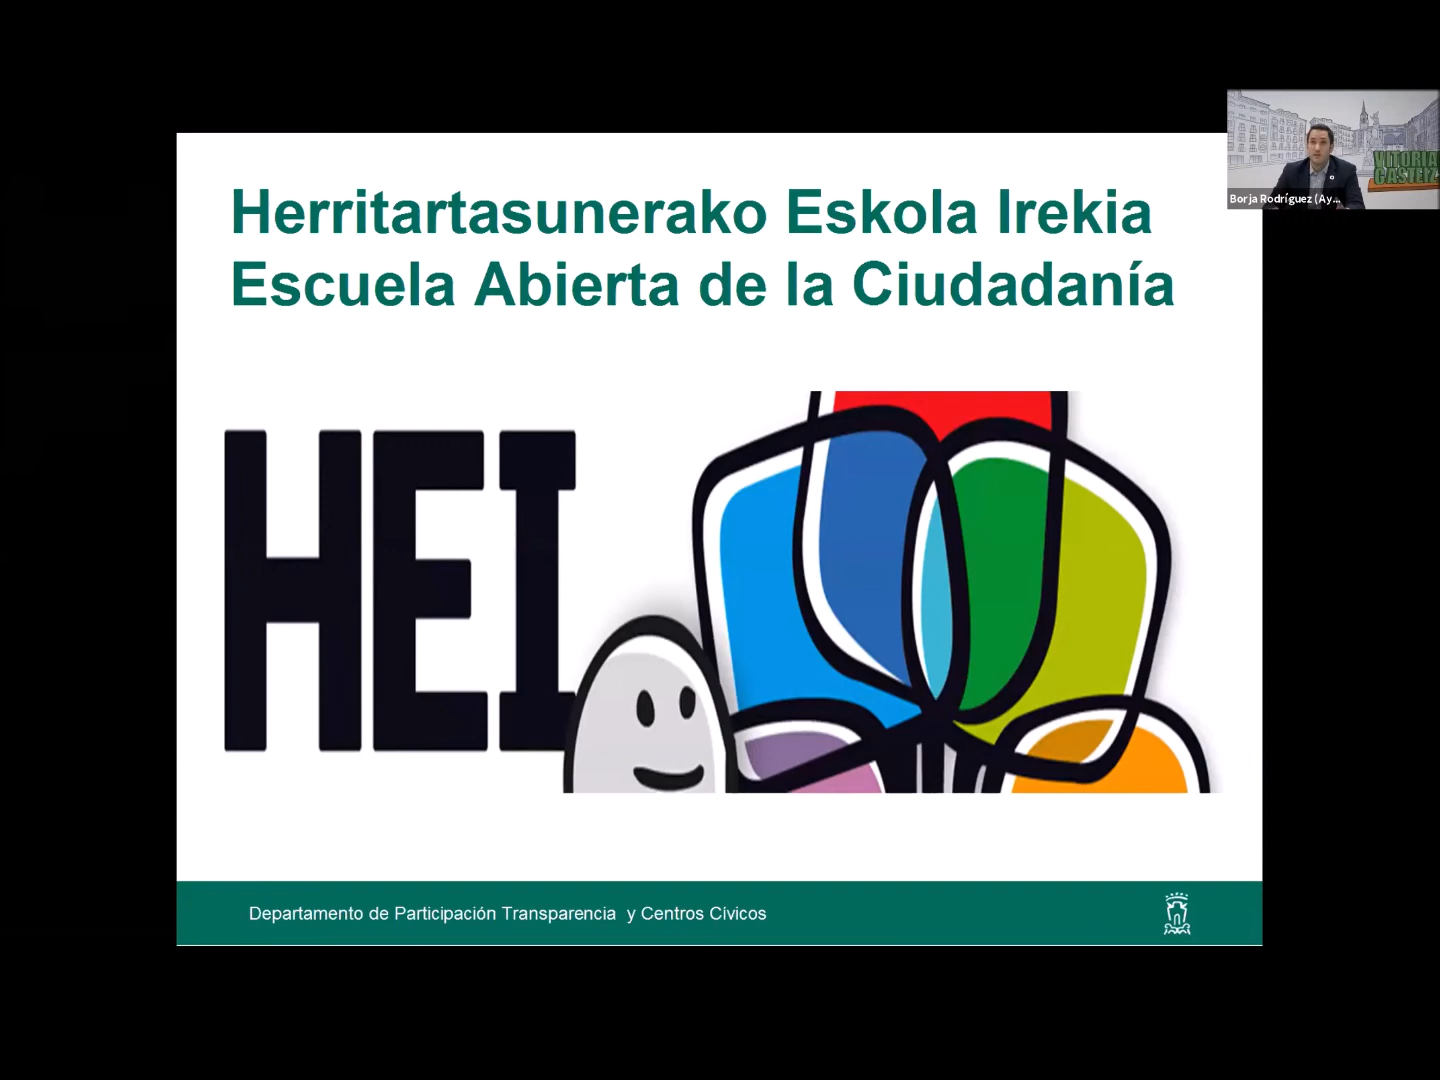 Herritartasunerako Eskola Irekia
Escuela Abierta de la Ciudadanía
VITORIA
GASTEIZ
Borja Rodríguez (Ay...
HEI
Departamento de Participación Transparencia y Centros Cívicos